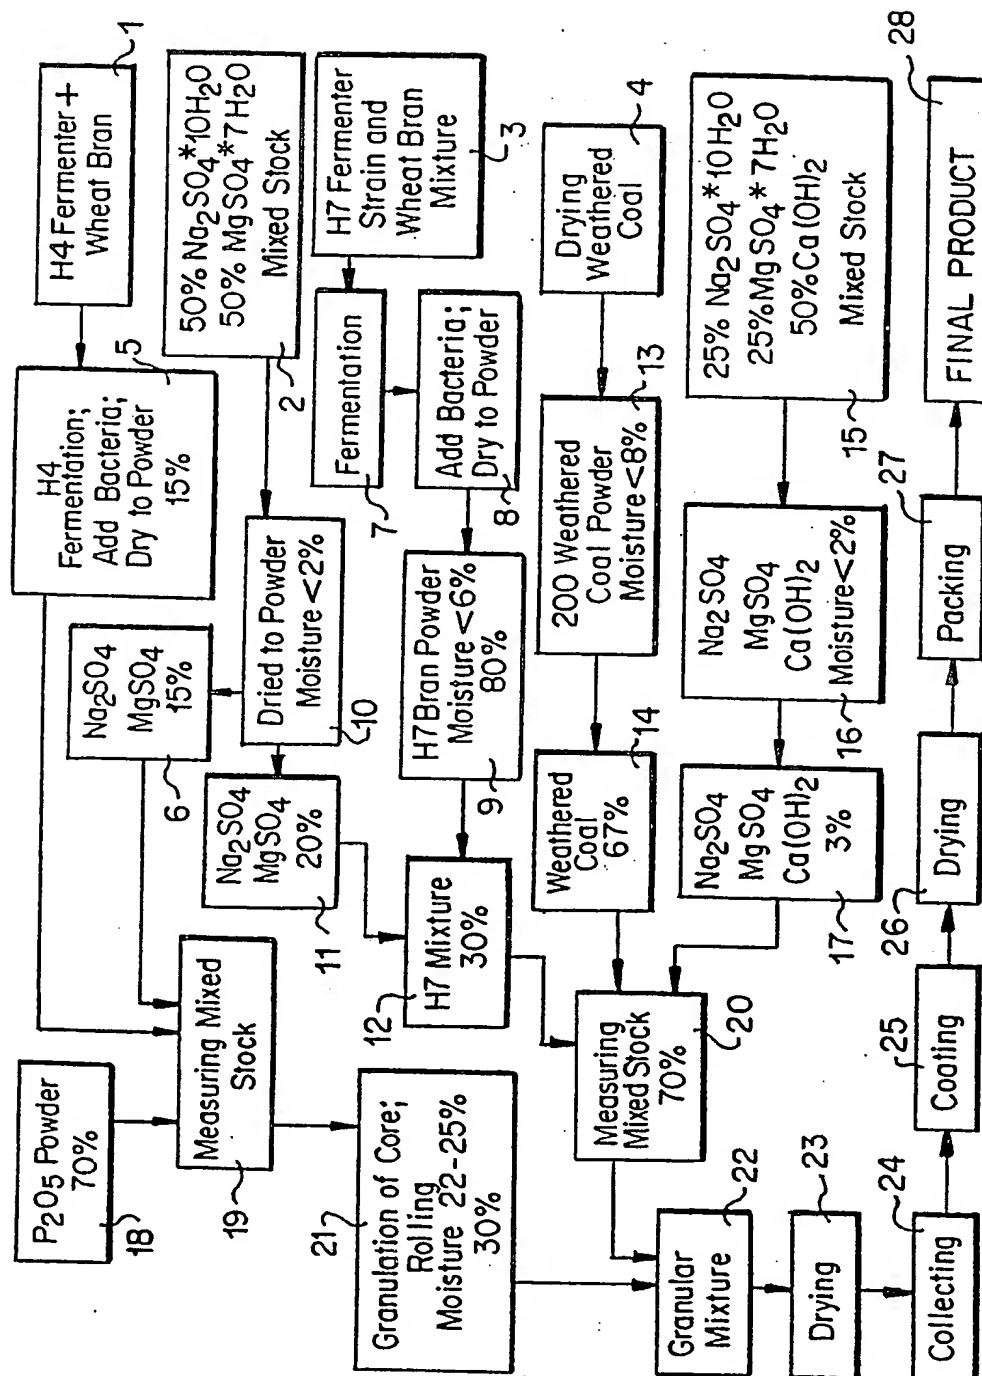 H4 Fermenter +
Wheat Bran
1
50% Na2SO4*10H2O
50% MgSO4*7H2O
Mixed Stock
2
H7 Fermenter
Strain and
Wheat Bran
Mixture
3
Drying
Weathered
Coal
4
25% Na2SO4*10H2O
25%MgSO4*7H2O
50%Ca(OH)2
Mixed Stock
15
H4
Fermentation;
Add Bacteria;
Dry to Powder
15%
5
Na2SO4
MgSO4
15%
6
Dried to Powder
Moisture <2%
10
Na2SO4
MgSO4
20%
11
Fermentation
7
Add Bacteria;
Dry to Powder
8
H7 Bran Powder
Moisture <6%
80%
9
H7 Mixture
30%
12
200 Weathered
Coal Powder
Moisture<8%
13
Weathered
Coal
67%
14
Na2SO4
MgSO4
Ca(OH)2
Moisture<2%
16
Na2SO4
MgSO4
Ca(OH)2
3%
17
P2O5 Powder
70%
18
Measuring Mixed
Stock
19
Measuring
Mixed Stock
70%
20
Granulation of Core;
Rolling
Moisture 22-25%
30%
21
Granular
Mixture
22
Drying
23
Collecting
24
Coating
25
Drying
26
Packing
27
FINAL PRODUCT
28